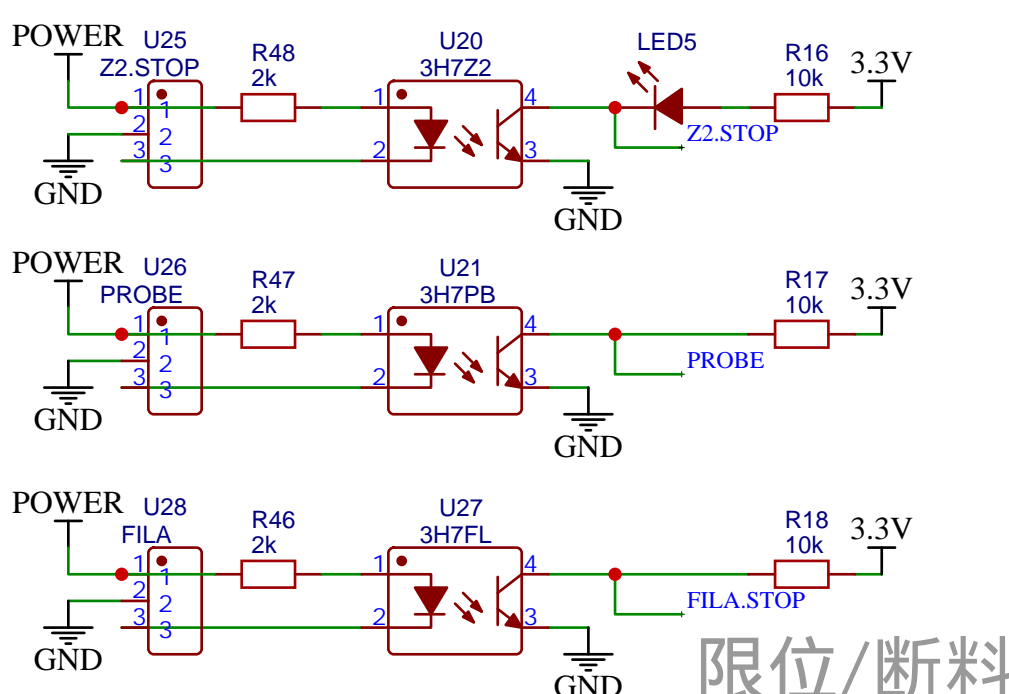 POWER U25 U20 LED5 R16
Z2.STOP R48 2k 3H7Z2 10k 3.3V
1 1 1 4
2 2 Z2.STOP
3 3 2 3
GND GND
POWER U26 U21 R17
PROBE R47 2k 3H7PB 10k 3.3V
1 1 1 4
2 2 PROBE
3 3 2 3
GND GND
POWER U28 U27 R18
FILA R46 2k 3H7FL 10k 3.3V
1 1 1 4
2 2 FILA.STOP
3 3 2 3
GND GND
限位/断料